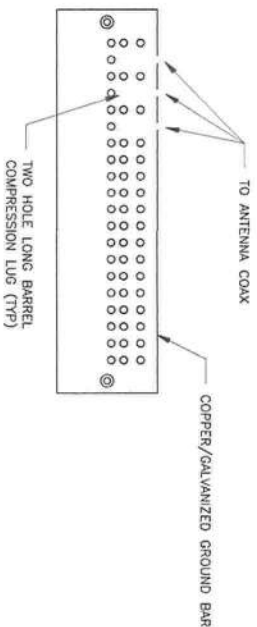 TO ANTENNA COAX
COPPER/GALVANIZED GROUND BAR
TWO HOLE LONG BARREL
COMPRESSION LUG (TYP)